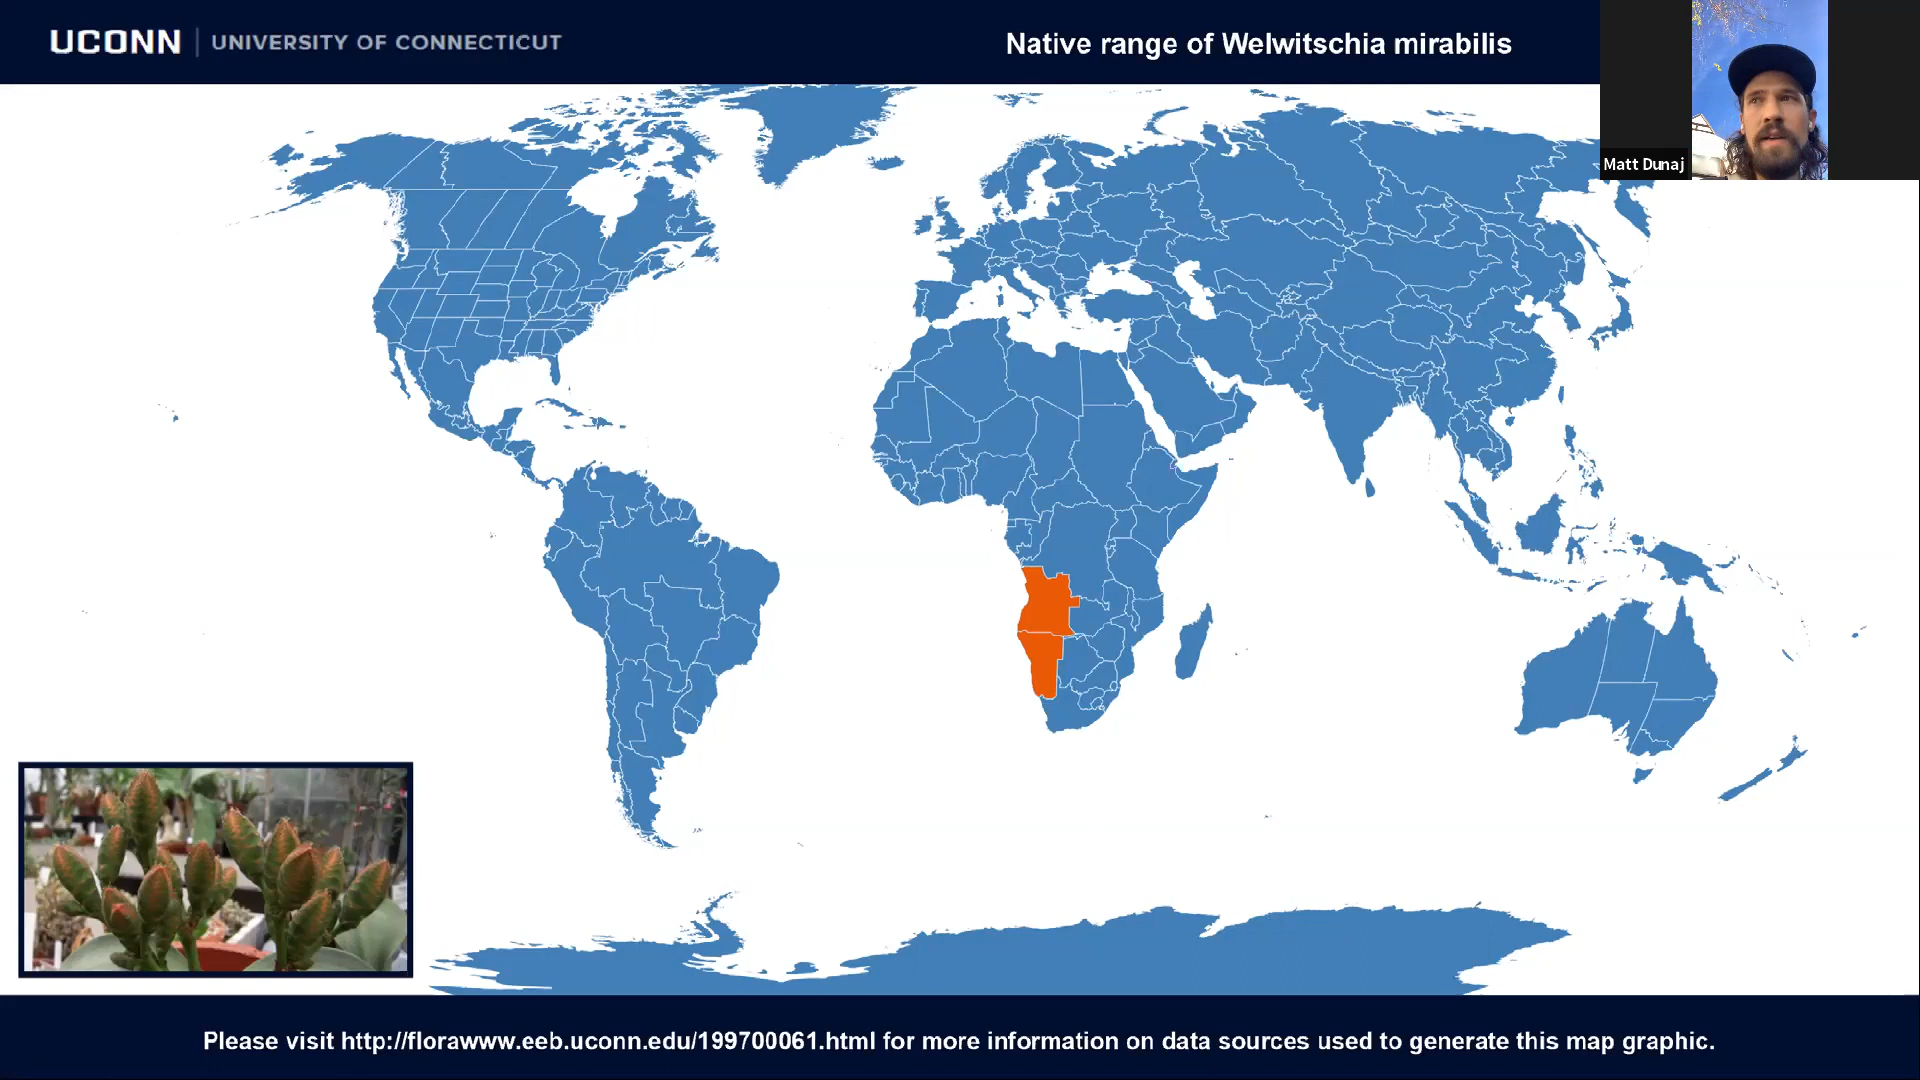 UCONN | UNIVERSITY OF CONNECTICUT
Native range of Welwitschia mirabilis
Matt Dunaj
Please visit http://florawww.eeb.uconn.edu/199700061.html for more information on data sources used to generate this map graphic.